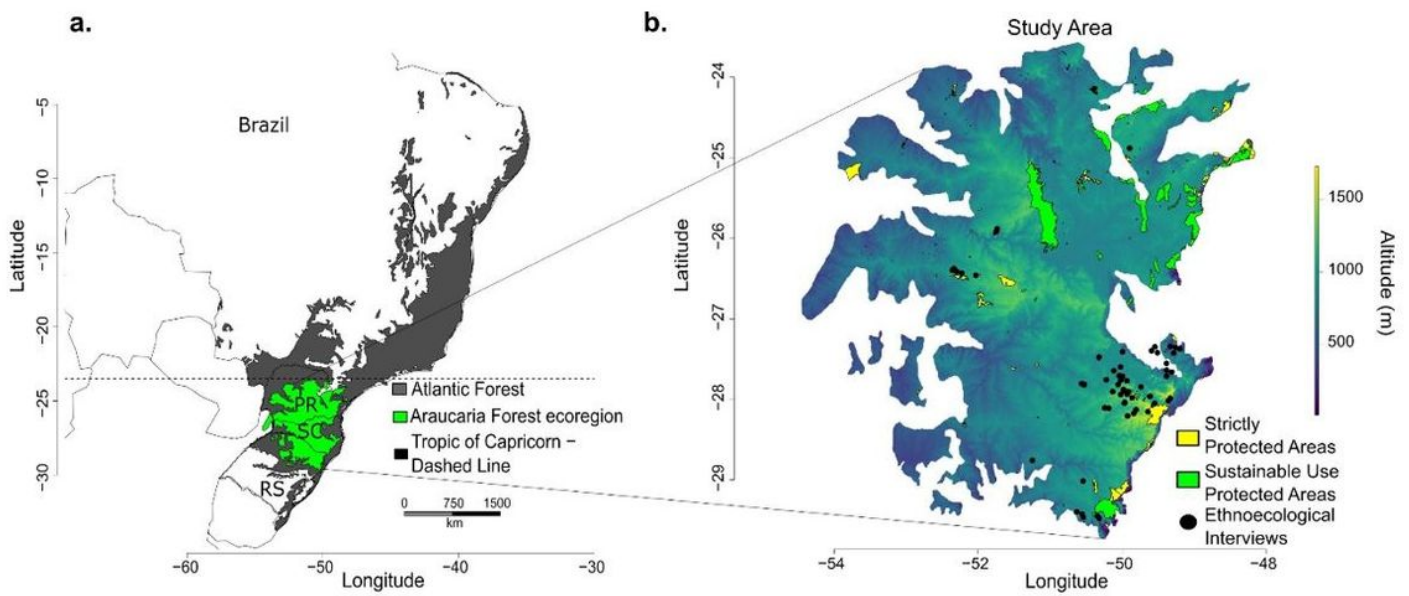 a.
Brazil
Latitude
−5
−10
−15
−20
−25
−30
PR
SC
RS
Atlantic Forest
Araucaria Forest ecoregion
Tropic of Capricorn −
Dashed Line
0 750 1500
km
−60 −50 −40 −30
Longitude
b.
Study Area
Latitude
−24
−25
−26
−27
−28
−29
Altitude (m)
1500
1000
500
Strictly
Protected Areas
Sustainable Use
Protected Areas
Ethnoecological
Interviews
−54 −52 −50 −48
Longitude